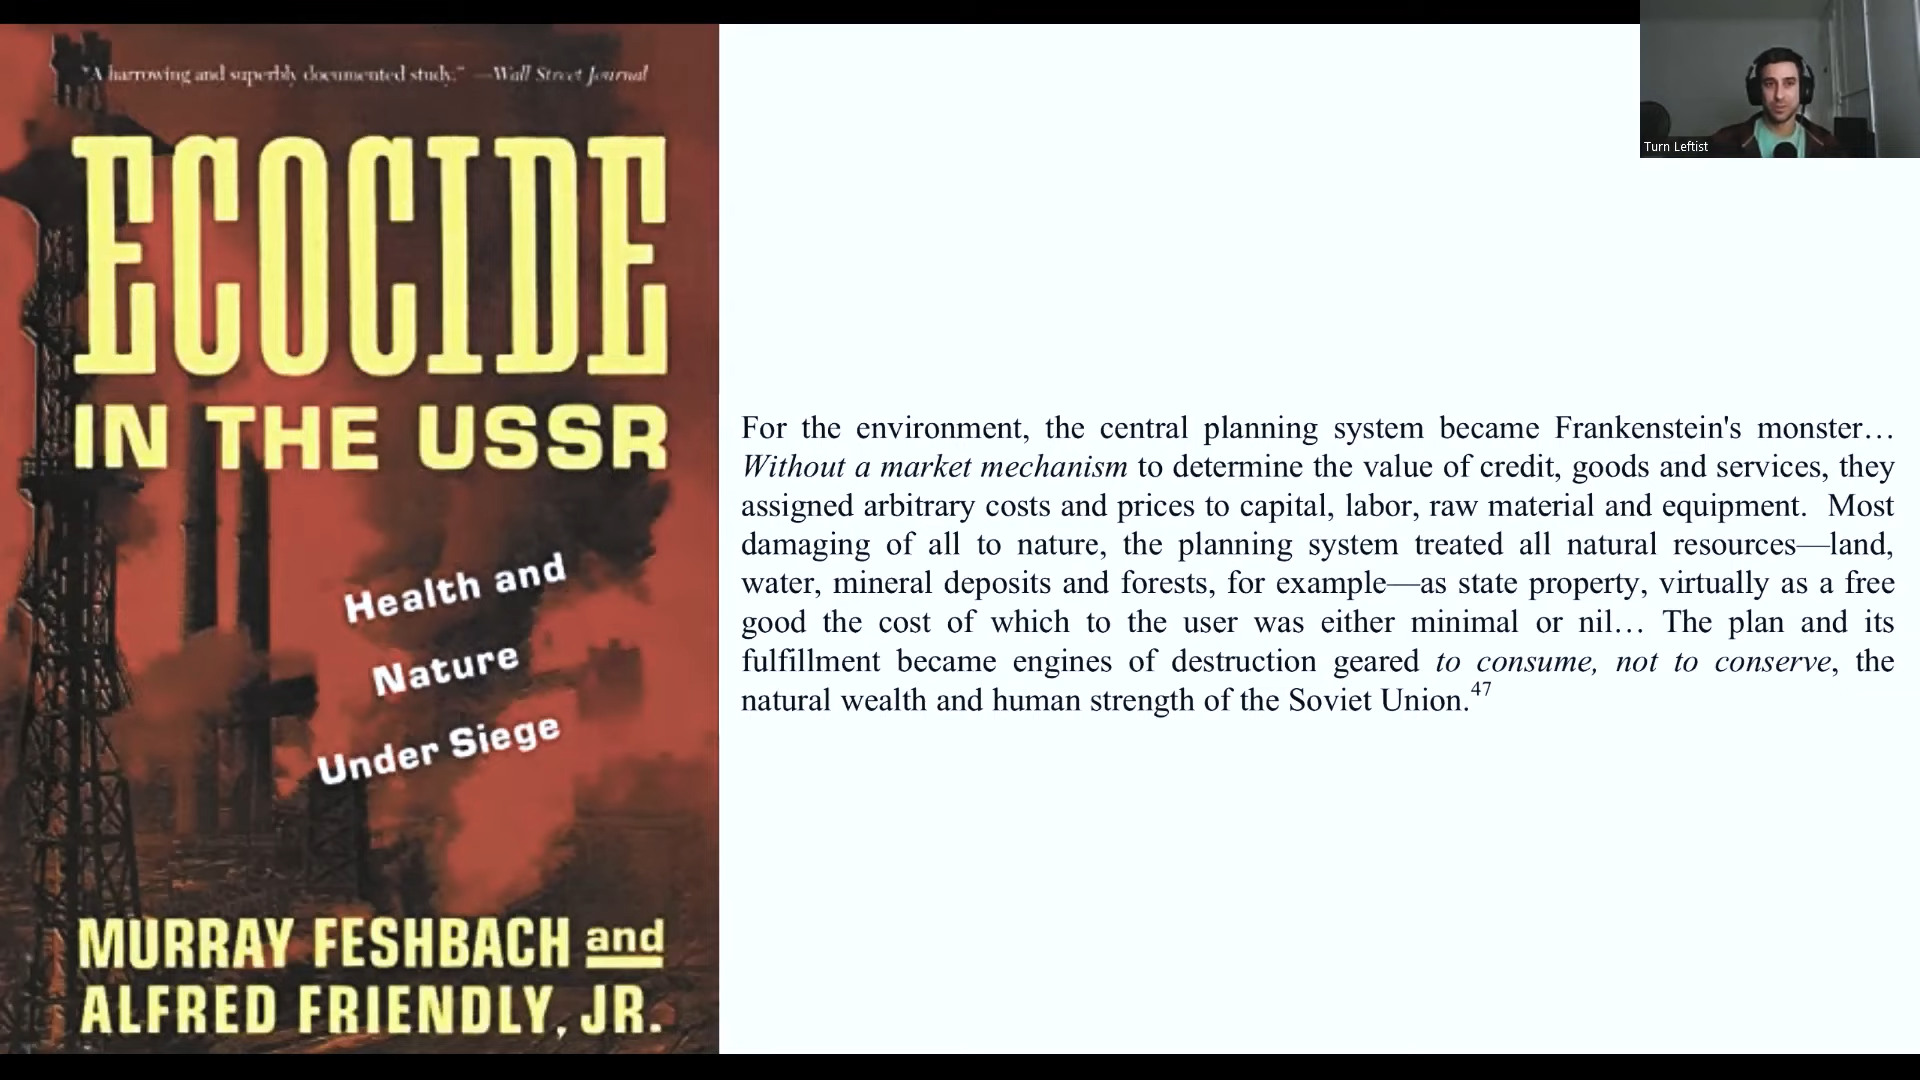 "A harrowing and superbly documented study." —Wall Street Journal
ECOCIDE
IN THE USSR
Health and
Nature
Under Siege
MURRAY FESHBACH and
ALFRED FRIENDLY, JR.
For the environment, the central planning system became Frankenstein's monster…
Without a market mechanism to determine the value of credit, goods and services, they
assigned arbitrary costs and prices to capital, labor, raw material and equipment.  Most
damaging of all to nature, the planning system treated all natural resources—land,
water, mineral deposits and forests, for example—as state property, virtually as a free
good the cost of which to the user was either minimal or nil… The plan and its
fulfillment became engines of destruction geared to consume, not to conserve, the
natural wealth and human strength of the Soviet Union.47
Turn Leftist